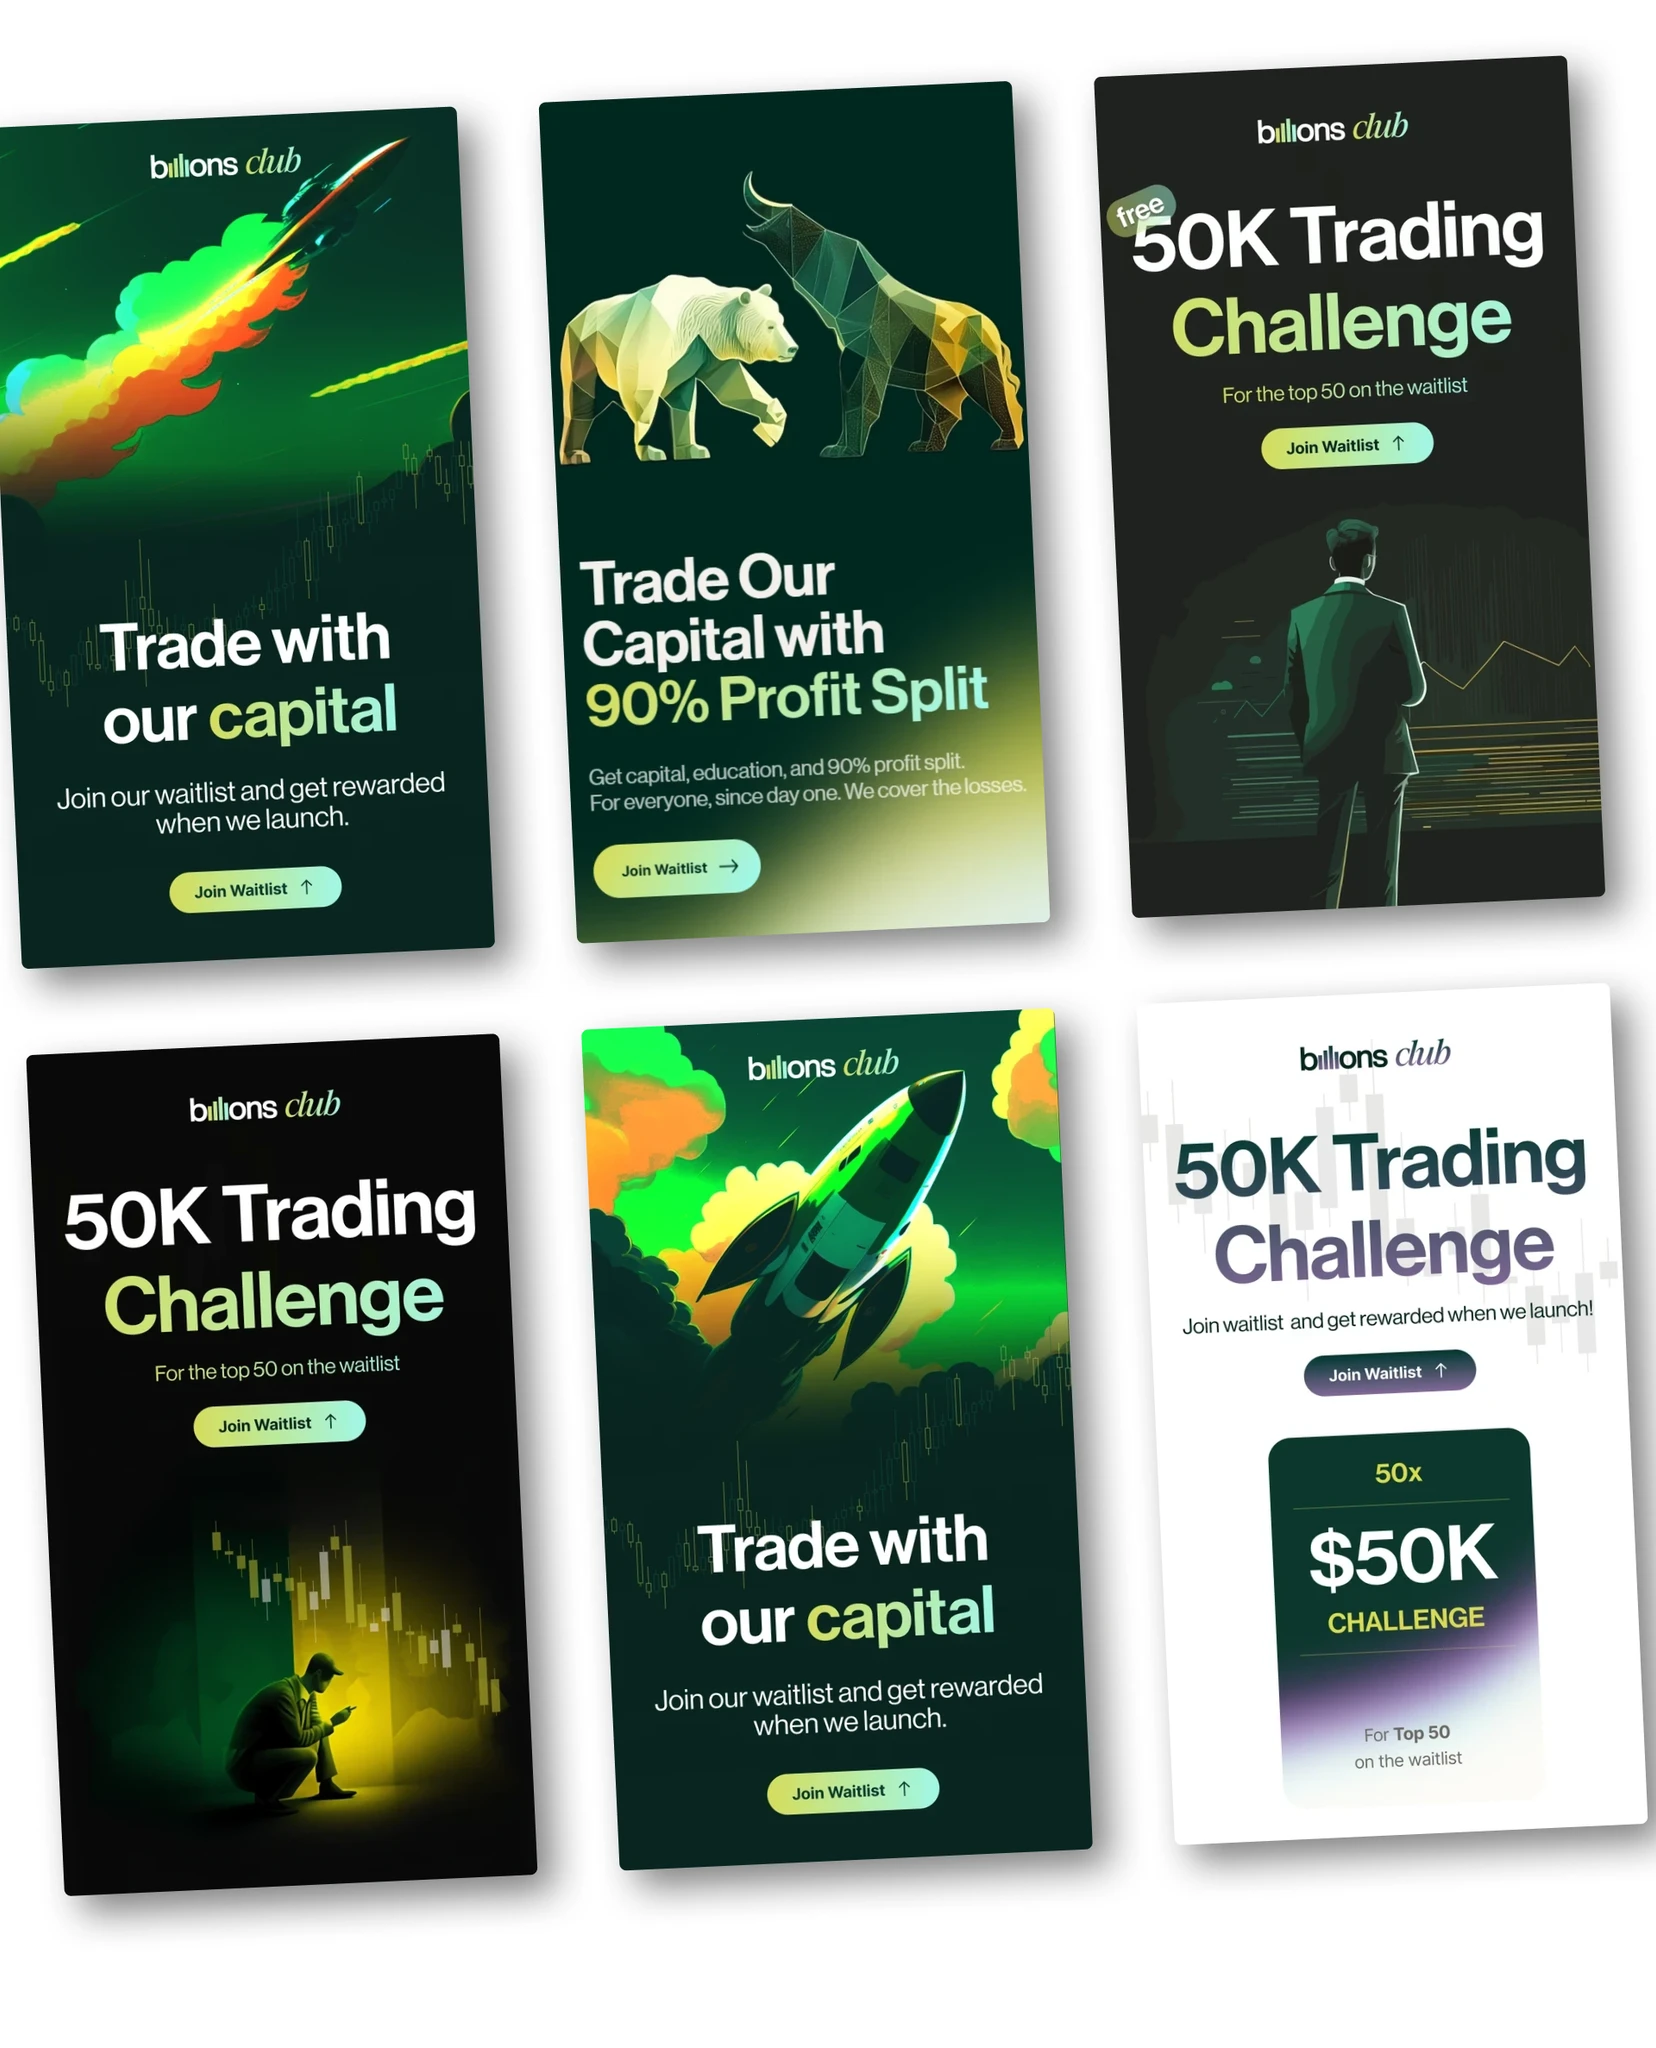 billions club
Trade with
our capital
Join our waitlist and get rewarded
when we launch.
Join Waitlist ↑
Trade Our
Capital with
90% Profit Split
Get capital, education, and 90% profit split.
For everyone, since day one. We cover the losses.
Join Waitlist →
billions club
free
50K Trading
Challenge
For the top 50 on the waitlist
Join Waitlist ↑
billions club
50K Trading
Challenge
For the top 50 on the waitlist
Join Waitlist ↑
billions club
Trade with
our capital
Join our waitlist and get rewarded
when we launch.
Join Waitlist ↑
billions club
50K Trading
Challenge
Join waitlist and get rewarded when we launch!
Join Waitlist ↑
50x
$50K
CHALLENGE
For Top 50
on the waitlist